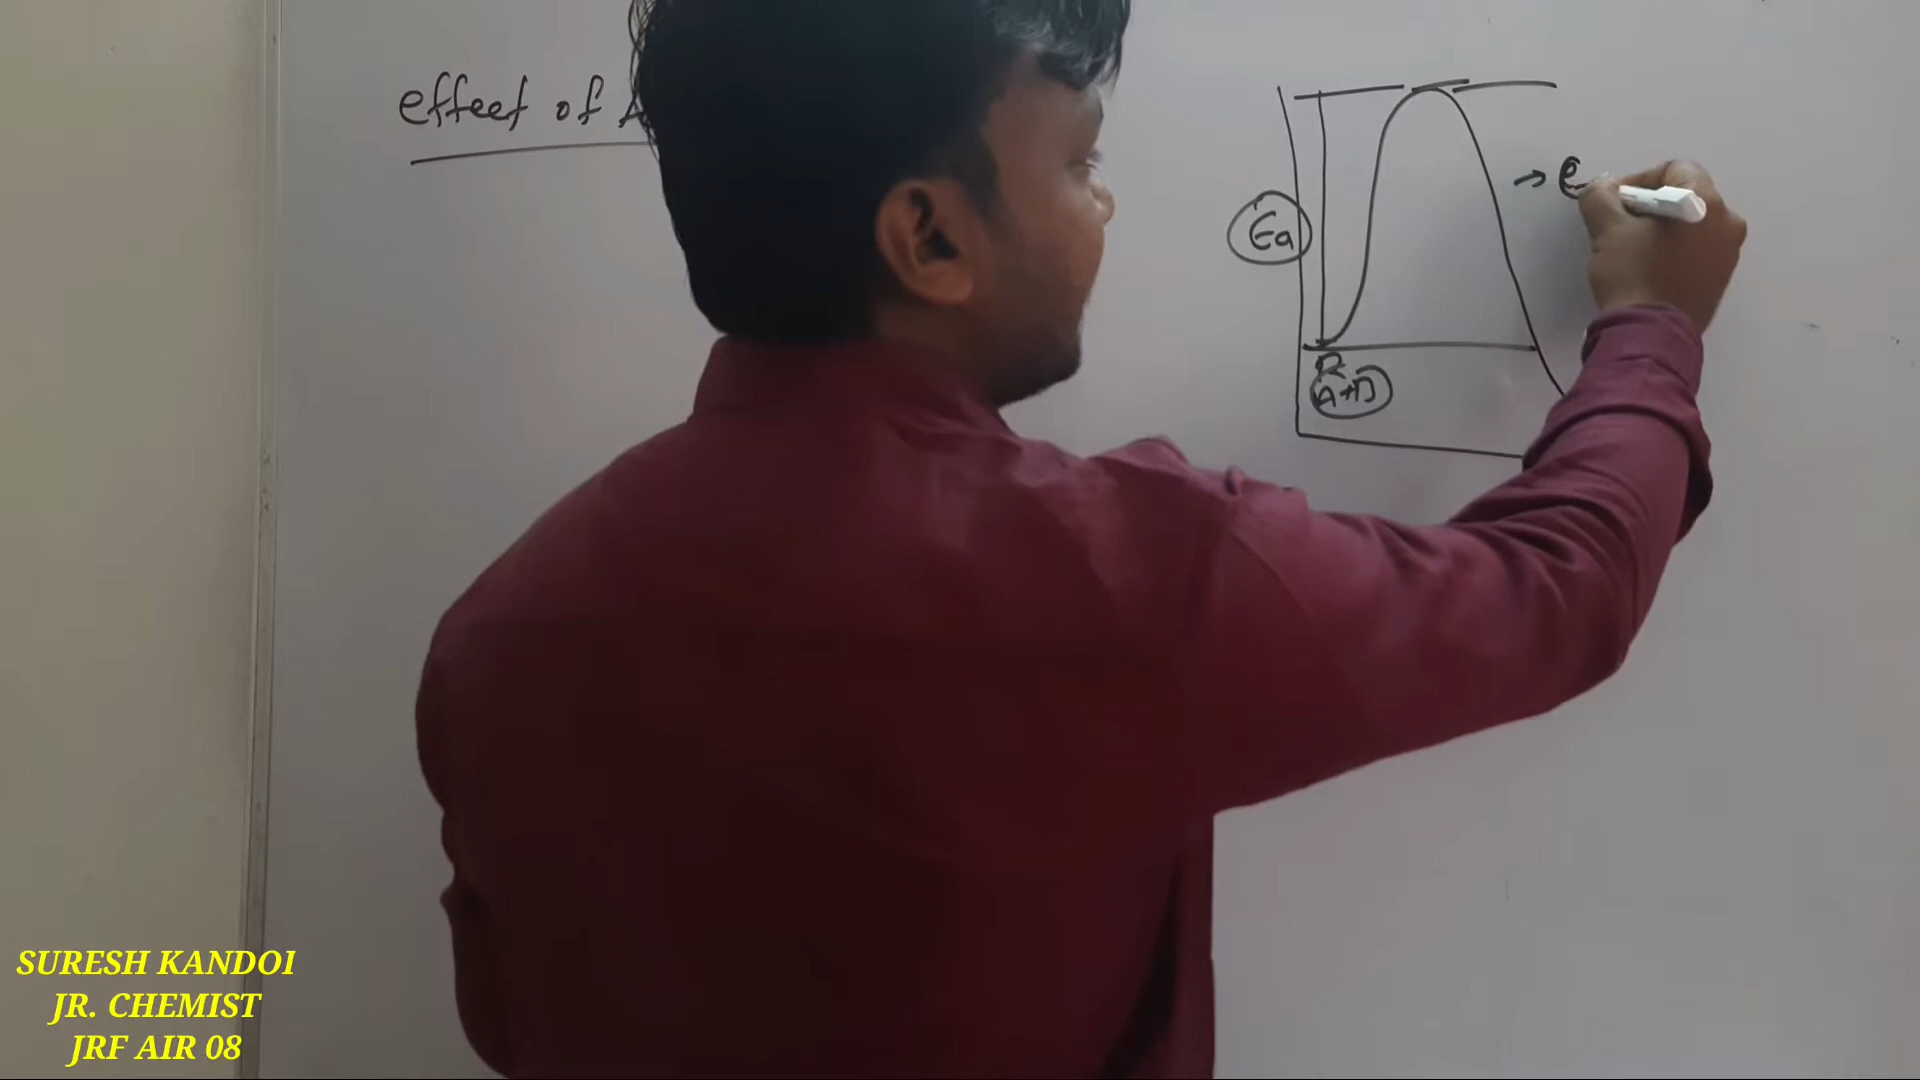 effect of
Ea
→ e
R
A+B
SURESH KANDOI
JR. CHEMIST
JRF AIR 08